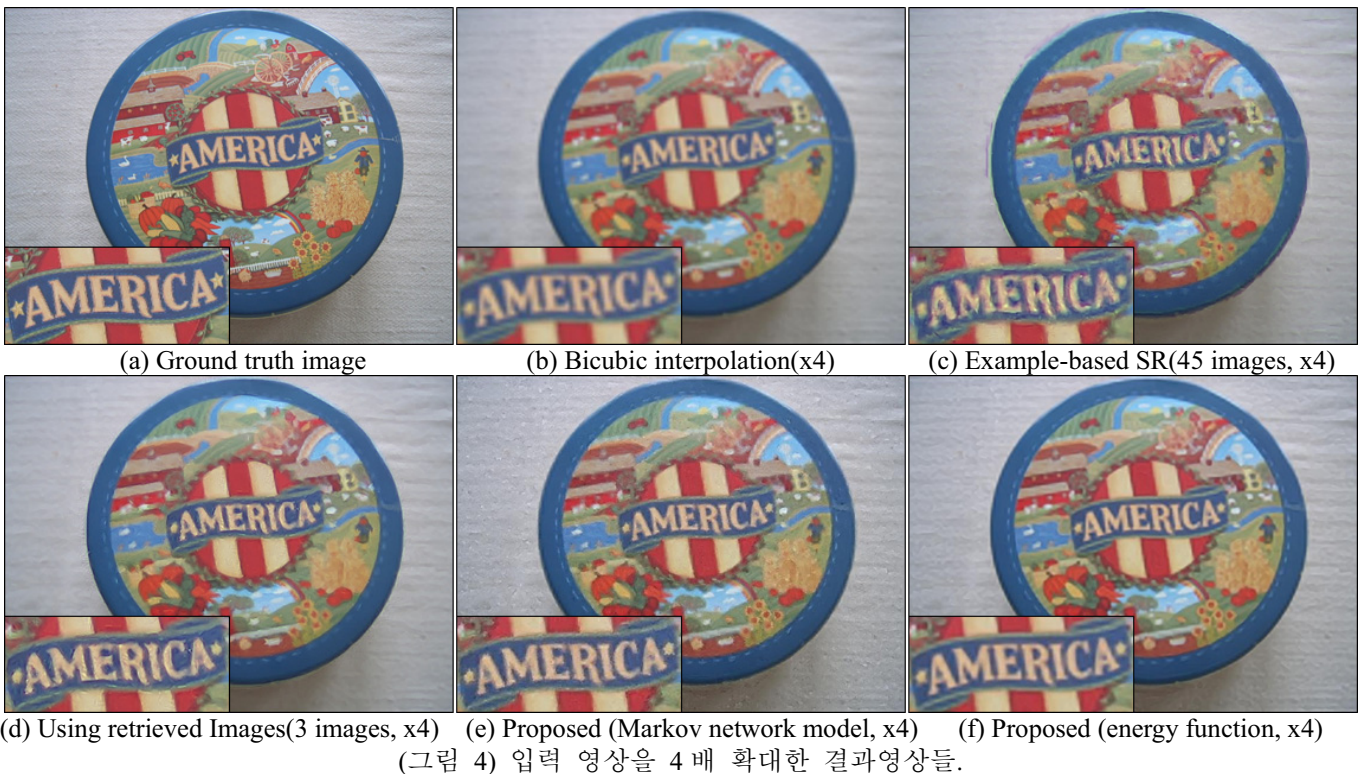 AMERICA
AMERICA
AMERICA
AMERICA
AMERICA
AMERICA
(a) Ground truth image
(b) Bicubic interpolation(x4)
(c) Example-based SR(45 images, x4)
AMERICA
AMERICA
AMERICA
AMERICA
AMERICA
AMERICA
(d) Using retrieved Images(3 images, x4)
(e) Proposed (Markov network model, x4)
(f) Proposed (energy function, x4)
(그림 4) 입력 영상을 4 배 확대한 결과영상들.